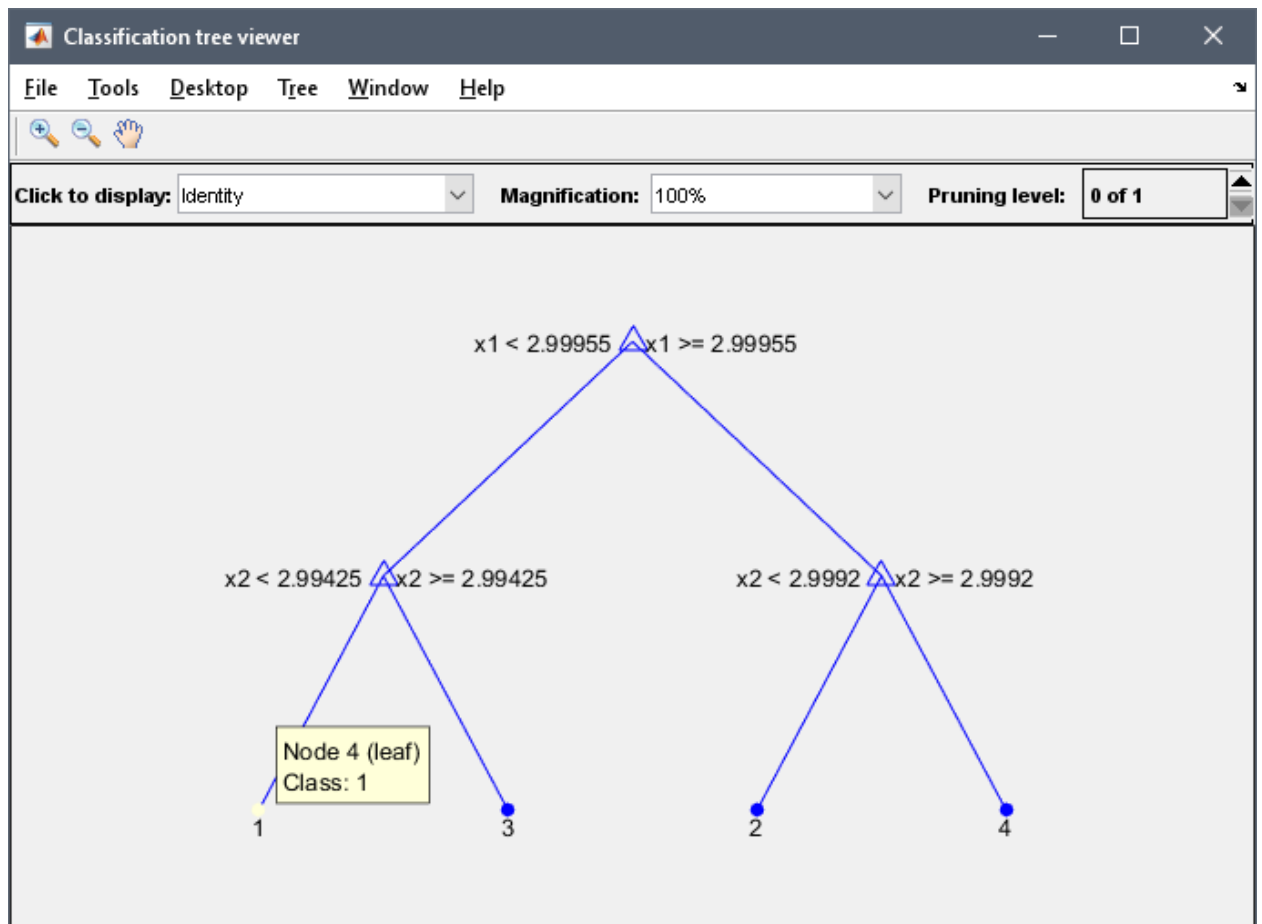 Classification tree viewer
File Tools Desktop Tree Window Help
Click to display: Identity Magnification: 100% Pruning level: 0 of 1
x1 < 2.99955 x1 >= 2.99955
x2 < 2.99425 x2 >= 2.99425 x2 < 2.9992 x2 >= 2.9992
Node 4 (leaf)
Class: 1
1 3 2 4